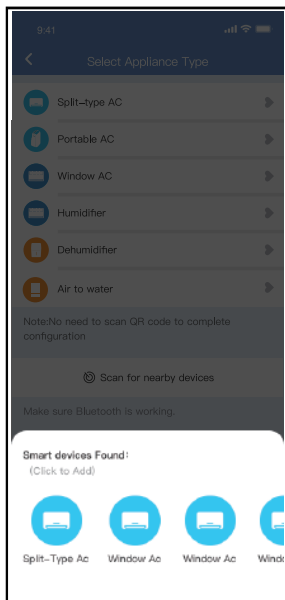 9:41
Select Appliance Type
Split-type AC
Portable AC
Window AC
Humidifier
Dehumidifier
Air to water
Note:No need to scan QR code to complete
configuration
Scan for nearby devices
Make sure Bluetooth is working.
Smart devices Found:
(Click to Add)
Split-Type Ac Window Ac Window Ac Windo